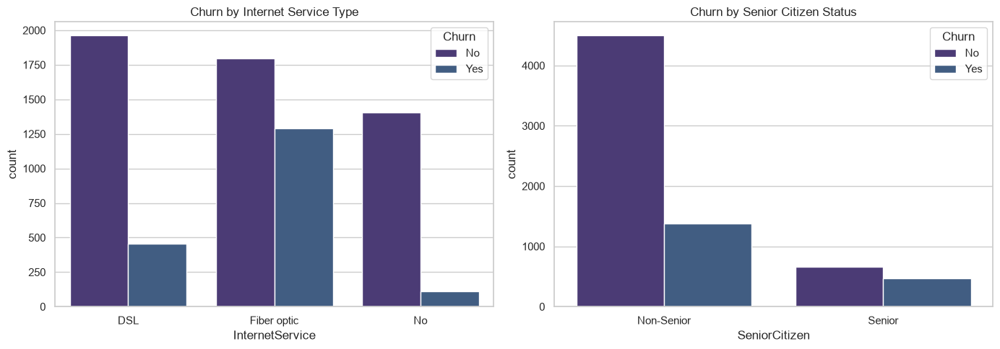 Churn by Internet Service Type
2000
1750
1500
1250
1000
750
500
250
0
count
Churn
No
Yes
DSL
Fiber optic
No
InternetService
Churn by Senior Citizen Status
4000
3000
2000
1000
0
count
Churn
No
Yes
Non-Senior
Senior
SeniorCitizen